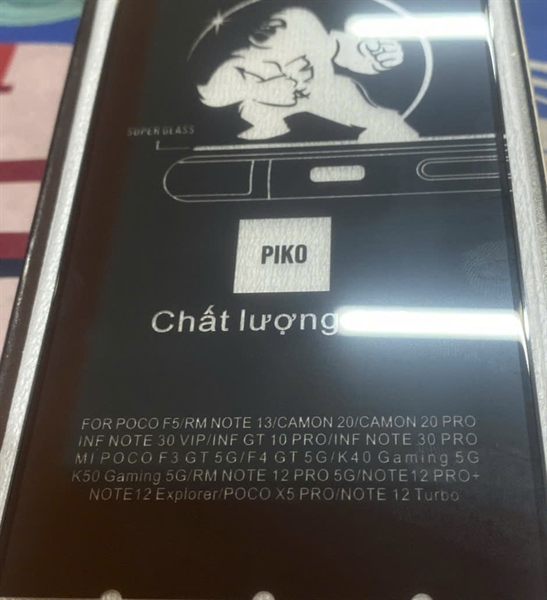 SUPER GLASS
PIKO
Chất lượng
FOR POCO F5/RM NOTE 13/CAMON 20/CAMON 20 PRO
INF NOTE 30 VIP/INF GT 10 PRO/INF NOTE 30 PRO
MI POCO F3 GT 5G/F4 GT 5G/K40 Gaming 5G
K50 Gaming 5G/RM NOTE 12 PRO 5G/NOTE12 PRO+
NOTE12 Explorer/POCO X5 PRO/NOTE 12 Turbo